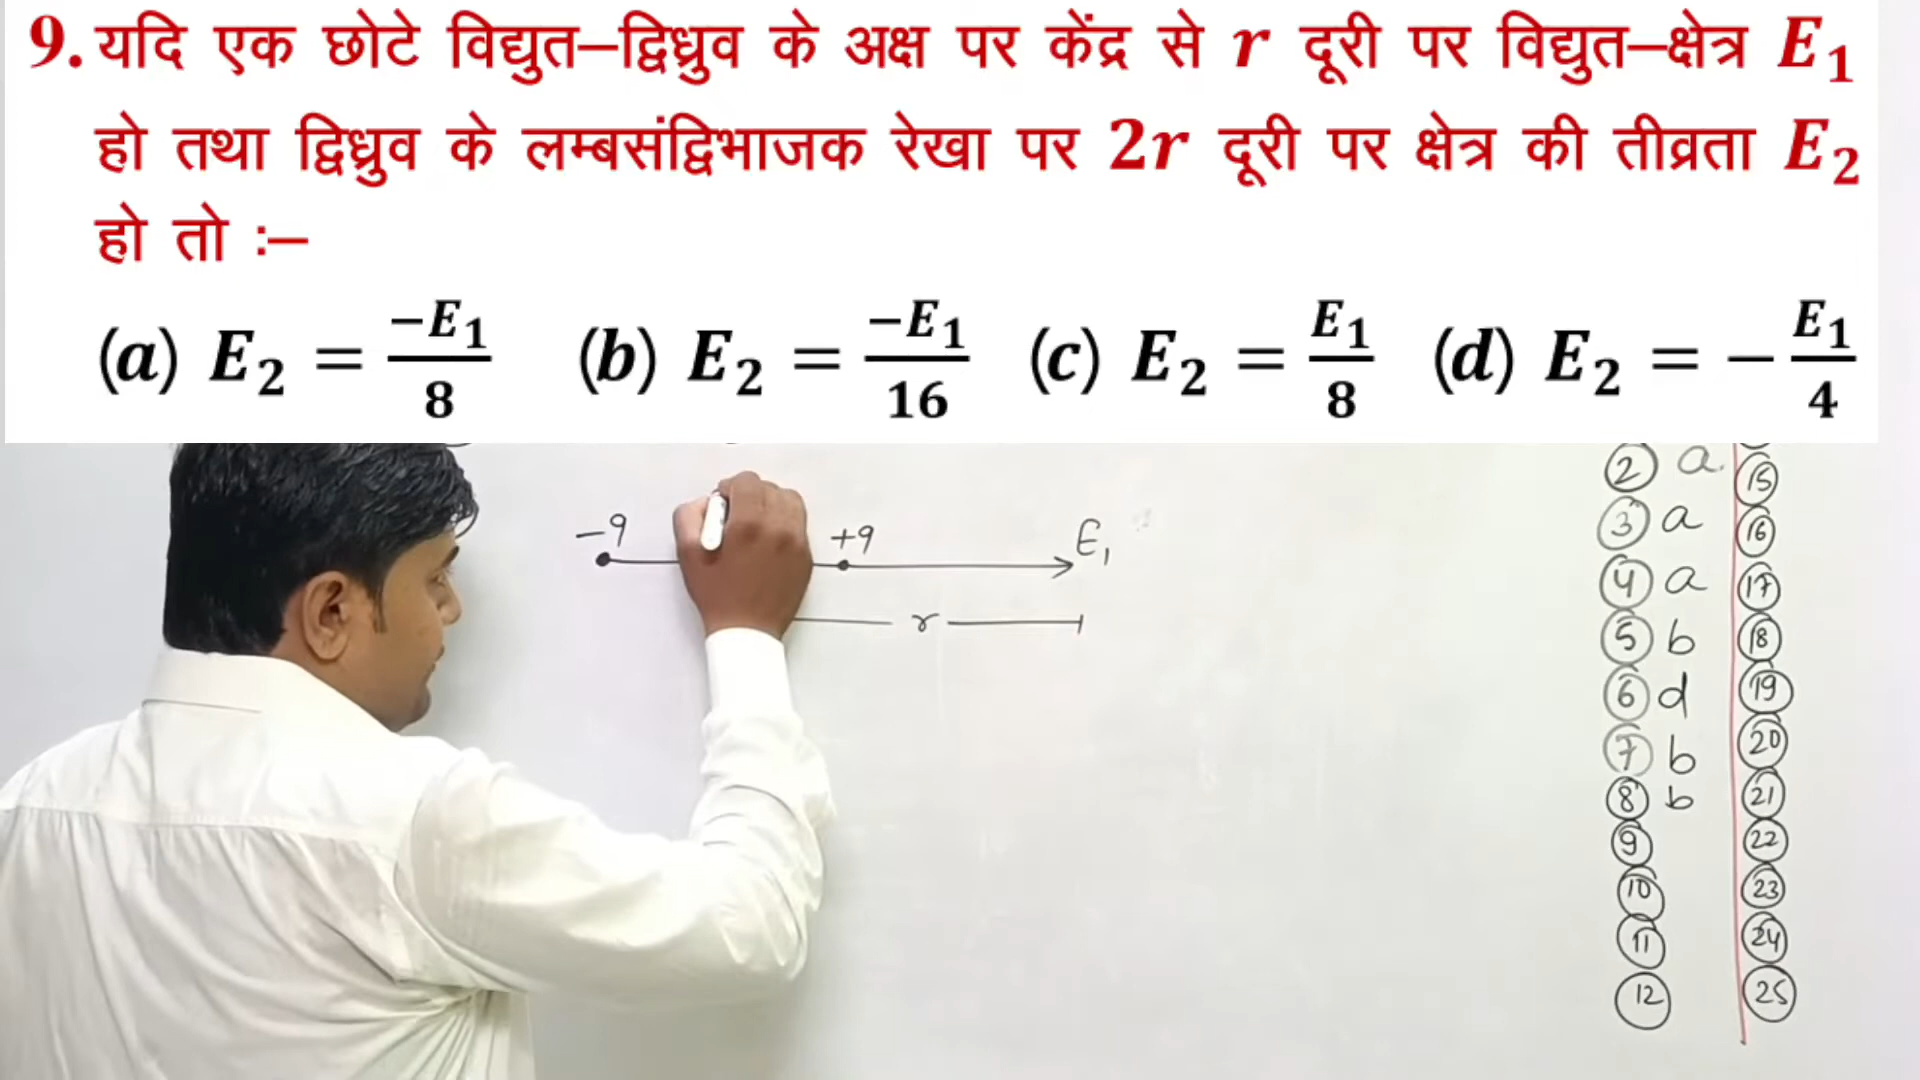 9. यदि एक छोटे विद्युत–द्विध्रुव के अक्ष पर केंद्र से r दूरी पर विद्युत–क्षेत्र E₁
हो तथा द्विध्रुव के लम्बसंद्विभाजक रेखा पर 2r दूरी पर क्षेत्र की तीव्रता E₂
हो तो :–
(a) E₂ = -E₁/8 (b) E₂ = -E₁/16 (c) E₂ = E₁/8 (d) E₂ = -E₁/4
-q +q E₁
r
2 a. 15
3 a 16
4 a 17
5 b 18
6 d 19
7 b 20
8 b 21
9 22
10 23
11 24
12 25